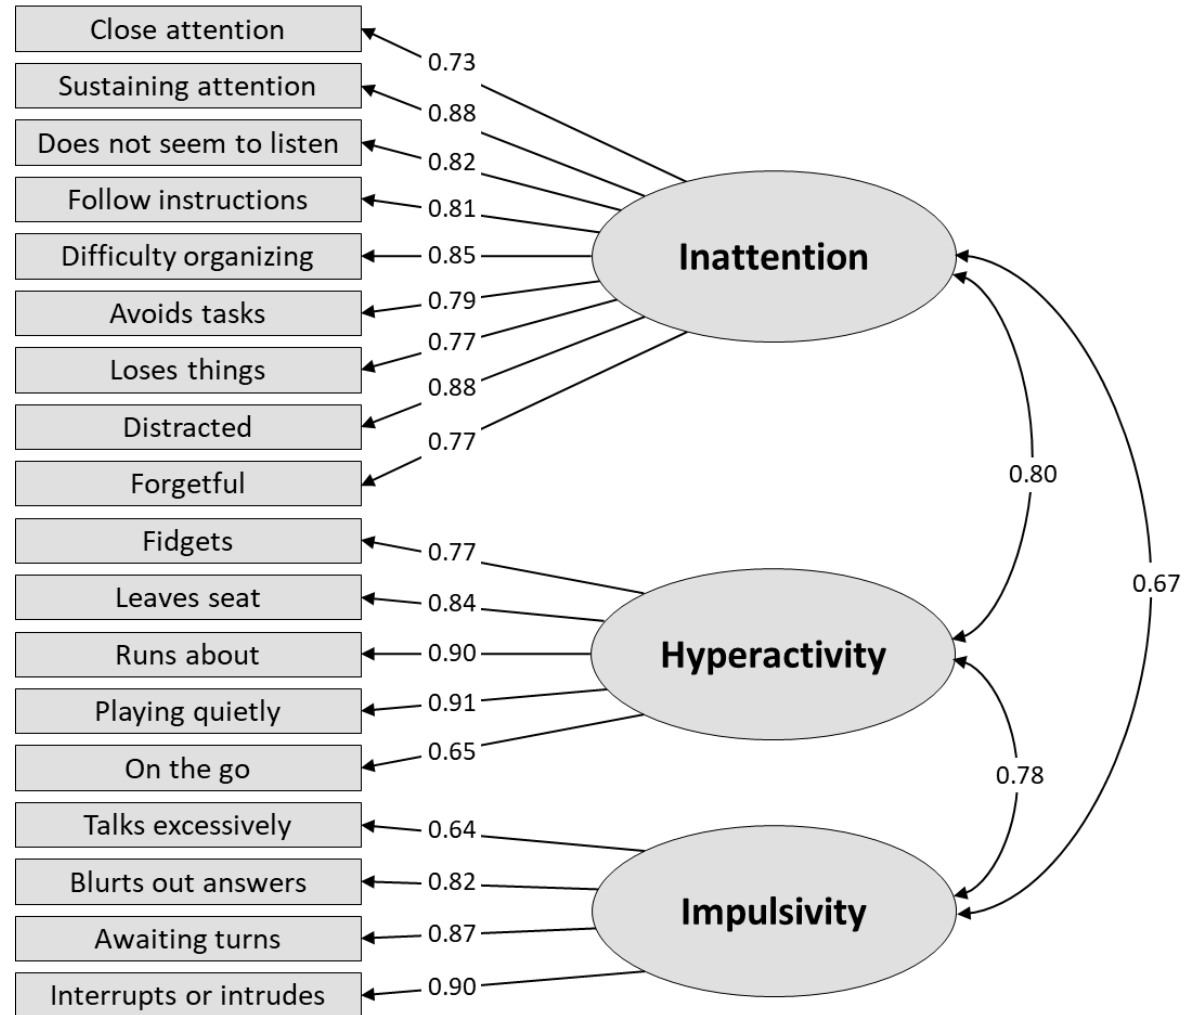 Close attention
0.73
Sustaining attention
0.88
Does not seem to listen
0.82
Follow instructions
0.81
Difficulty organizing
0.85
Inattention
Avoids tasks
0.79
Loses things
0.77
Distracted
0.88
Forgetful
0.77
0.80
Fidgets
0.77
Leaves seat
0.84
0.67
Runs about
0.90
Hyperactivity
Playing quietly
0.91
On the go
0.65
0.78
Talks excessively
0.64
Blurts out answers
0.82
Impulsivity
Awaiting turns
0.87
Interrupts or intrudes
0.90